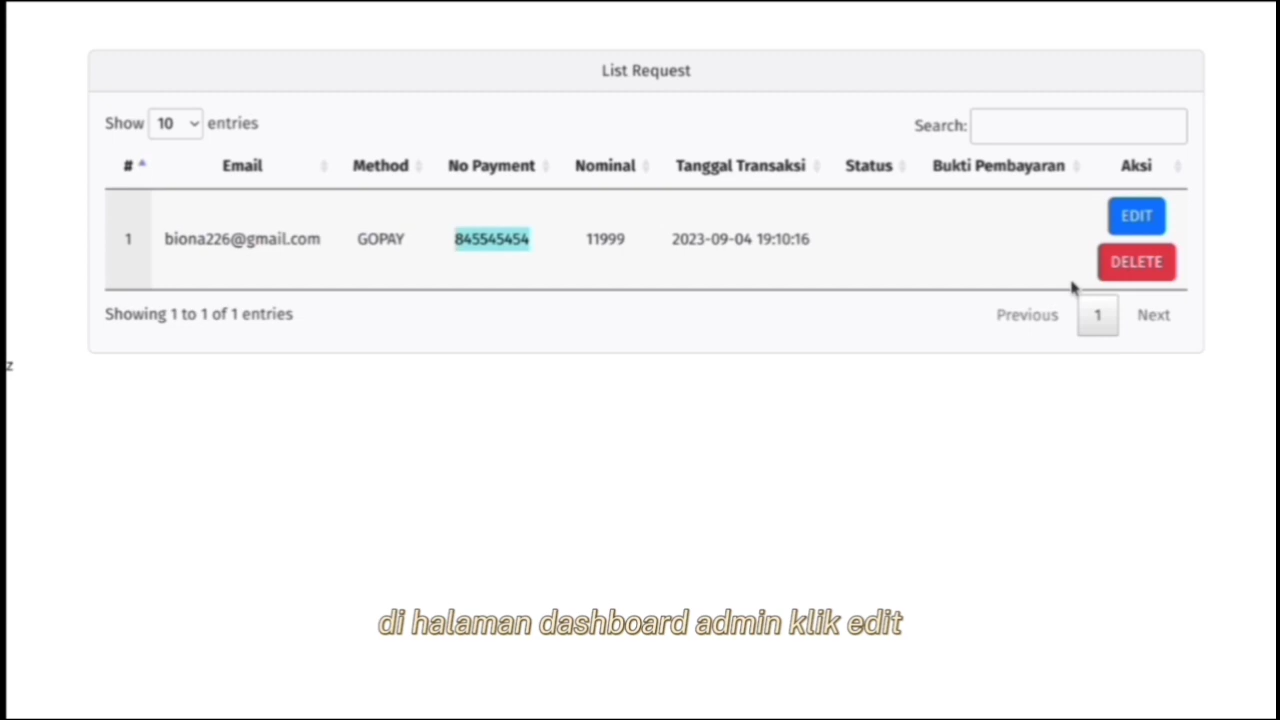 List Request
Show 10 entries
Search:
# Email Method No Payment Nominal Tanggal Transaksi Status Bukti Pembayaran Aksi
1 biona226@gmail.com GOPAY 845545454 11999 2023-09-04 19:10:16 EDIT
DELETE
Showing 1 to 1 of 1 entries
Previous 1 Next
z
di halaman dashboard admin klik edit